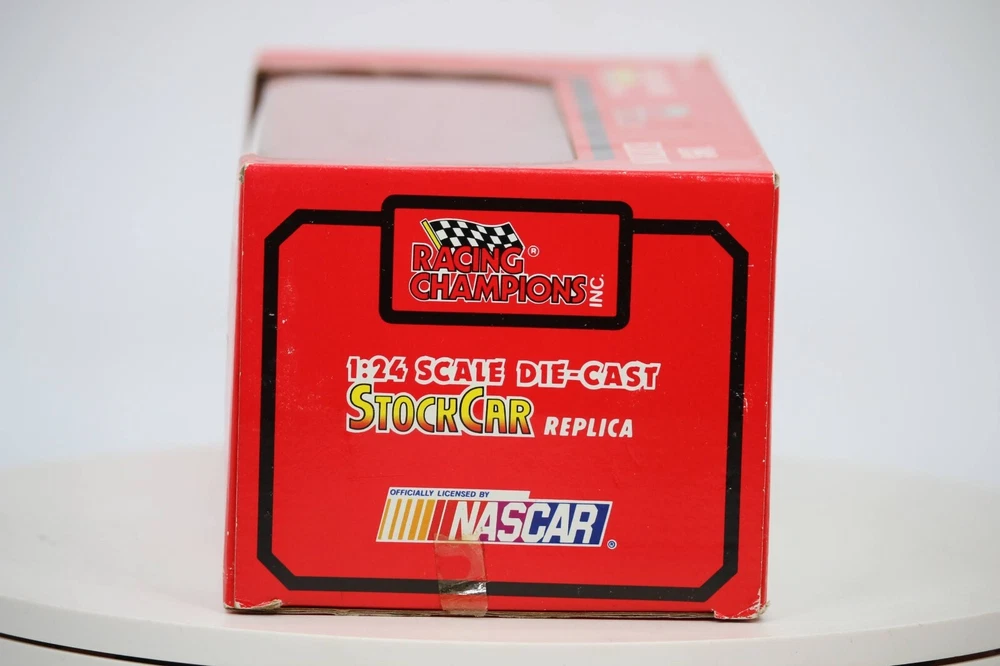 RACING ®
CHAMPIONS INC.
1:24 SCALE DIE-CAST
STOCKCAR REPLICA
OFFICIALLY LICENSED BY
NASCAR ®